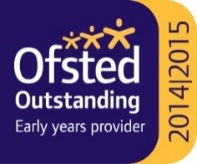 Ofsted
Outstanding
Early years provider
2014|2015